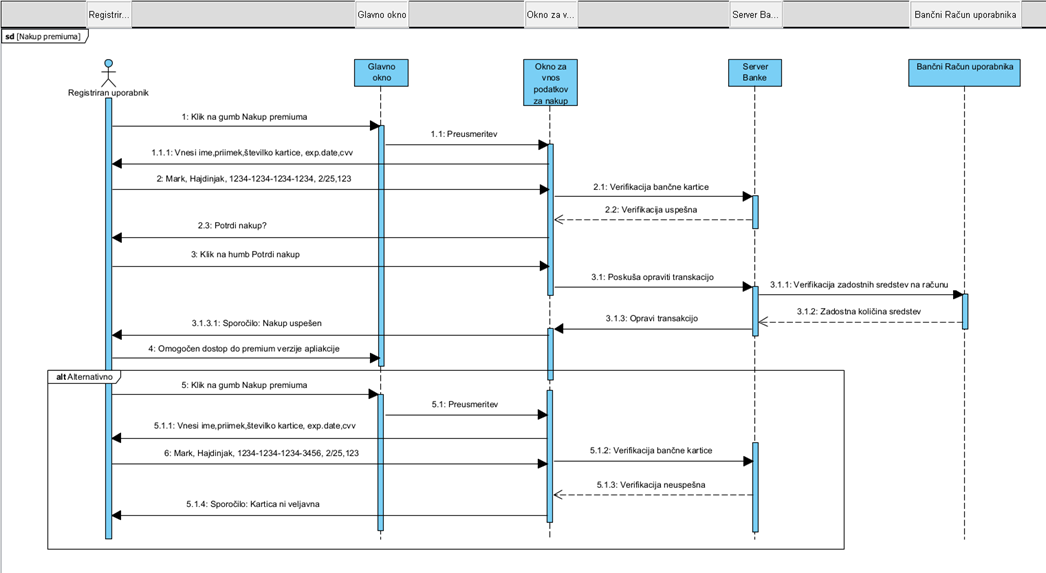 Registrir...
Glavno okno
Okno za v...
Server Ba...
Bančni Račun uporabnika
sd [Nakup premiuma]
Registriran uporabnik
Glavno
okno
Okno za
vnos
podatkov
za nakup
Server
Banke
Bančni Račun uporabnika
1: Klik na gumb Nakup premiuma
1.1: Preusmeritev
1.1.1: Vnesi ime,priimek,številko kartice, exp.date,cvv
2: Mark, Hajdinjak, 1234-1234-1234-1234, 2/25,123
2.1: Verifikacija bančne kartice
2.2: Verifikacija uspešna
2.3: Potrdi nakup?
3: Klik na humb Potrdi nakup
3.1: Poskuša opraviti transkacijo
3.1.1: Verifikacija zadostnih sredstev na računu
3.1.2: Zadostna količina sredstev
3.1.3: Opravi transakcijo
3.1.3.1: Sporočilo: Nakup uspešen
4: Omogočen dostop do premium verzije apliakcije
alt Alternativno
5: Klik na gumb Nakup premiuma
5.1: Preusmeritev
5.1.1: Vnesi ime,priimek,številko kartice, exp.date,cvv
6: Mark, Hajdinjak, 1234-1234-1234-3456, 2/25,123
5.1.2: Verifikacija bančne kartice
5.1.3: Verifikacija neuspešna
5.1.4: Sporočilo: Kartica ni veljavna